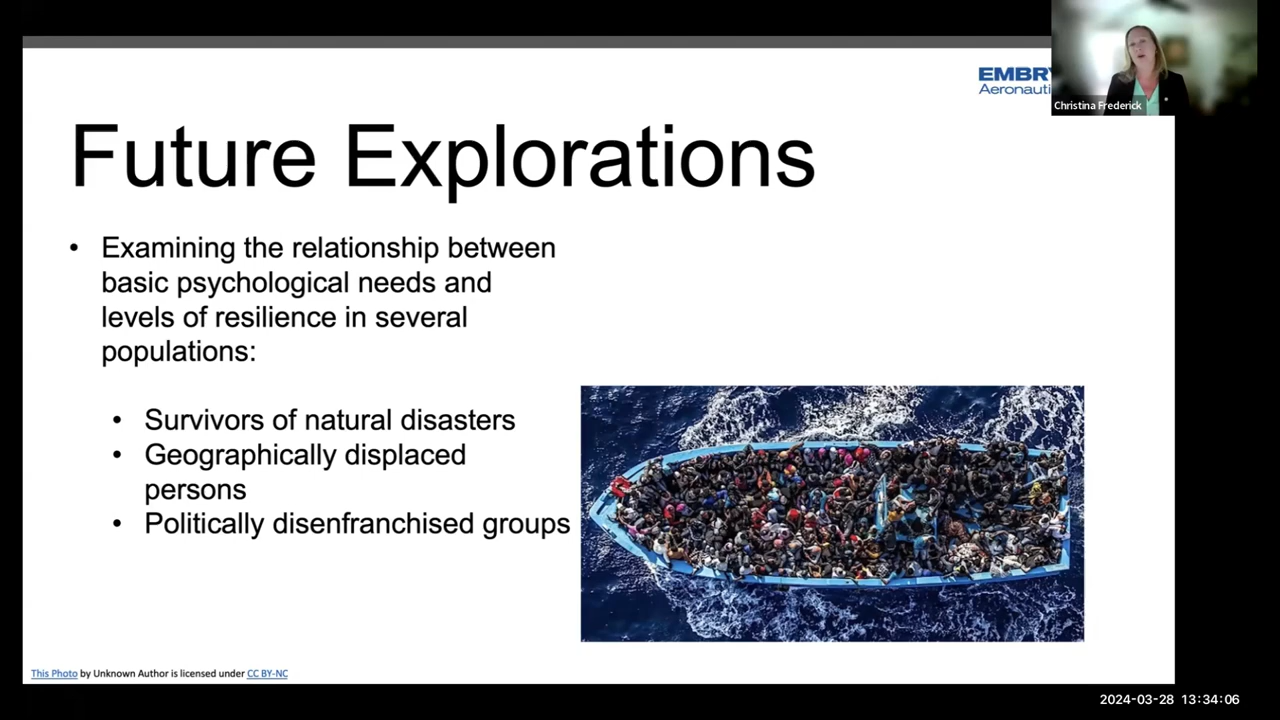 EMBRY
Aeronauti
Christina Frederick
Future Explorations
• Examining the relationship between
basic psychological needs and
levels of resilience in several
populations:
• Survivors of natural disasters
• Geographically displaced
persons
• Politically disenfranchised groups
This Photo by Unknown Author is licensed under CC BY-NC
2024-03-28 13:34:06